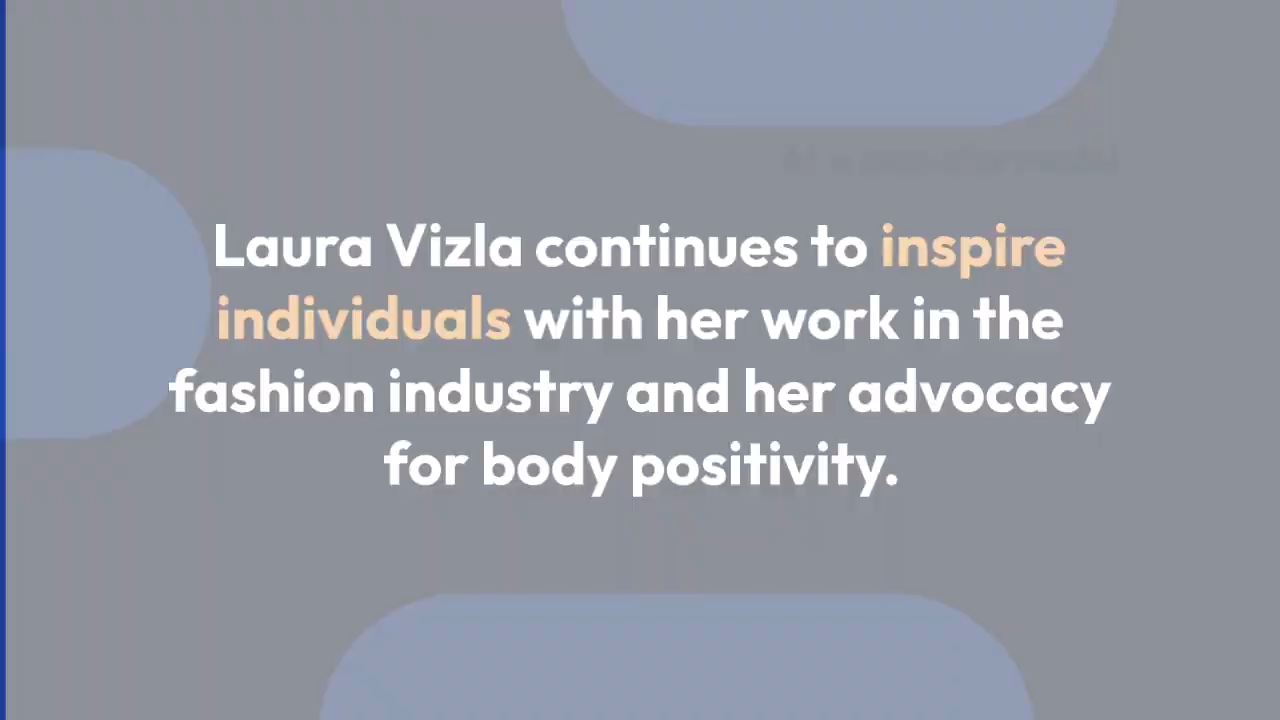 Laura Vizla continues to inspire
individuals with her work in the
fashion industry and her advocacy
for body positivity.